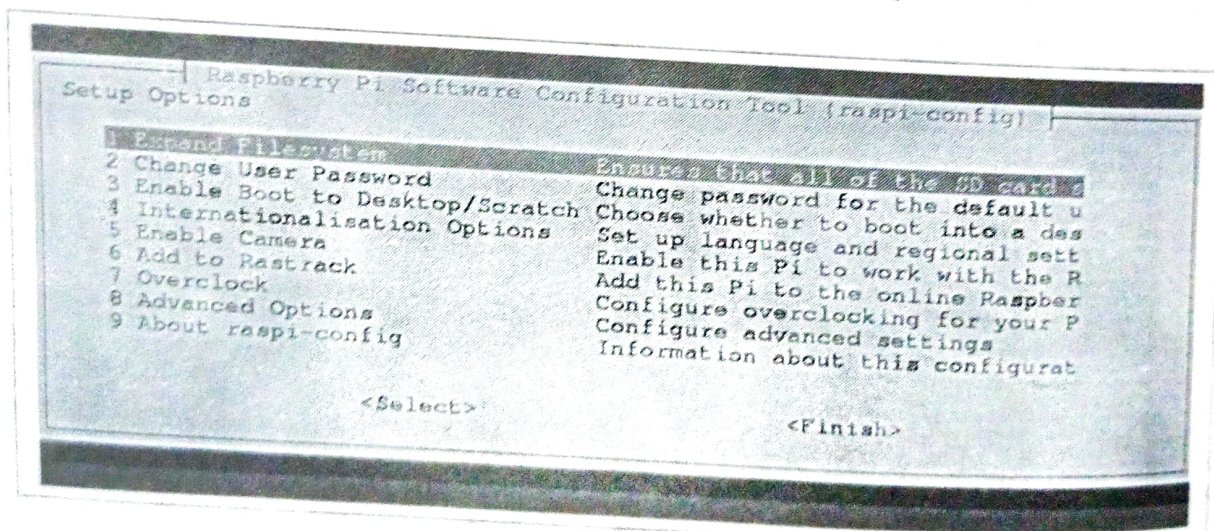 Raspberry Pi Software Configuration Tool (raspi-config)
Setup Options
1 Expand Filesystem Ensures that all of the SD card s
2 Change User Password Change password for the default u
3 Enable Boot to Desktop/Scratch Choose whether to boot into a des
4 Internationalisation Options Set up language and regional sett
5 Enable Camera Enable this Pi to work with the R
6 Add to Rastrack Add this Pi to the online Raspber
7 Overclock Configure overclocking for your P
8 Advanced Options Configure advanced settings
9 About raspi-config Information about this configurat
<Select> <Finish>